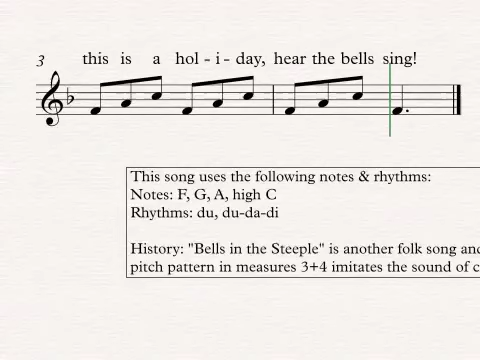 3 this is a hol - i - day, hear the bells sing!
This song uses the following notes & rhythms:
Notes: F, G, A, high C
Rhythms: du, du-da-di
History: "Bells in the Steeple" is another folk song and
pitch pattern in measures 3+4 imitates the sound of